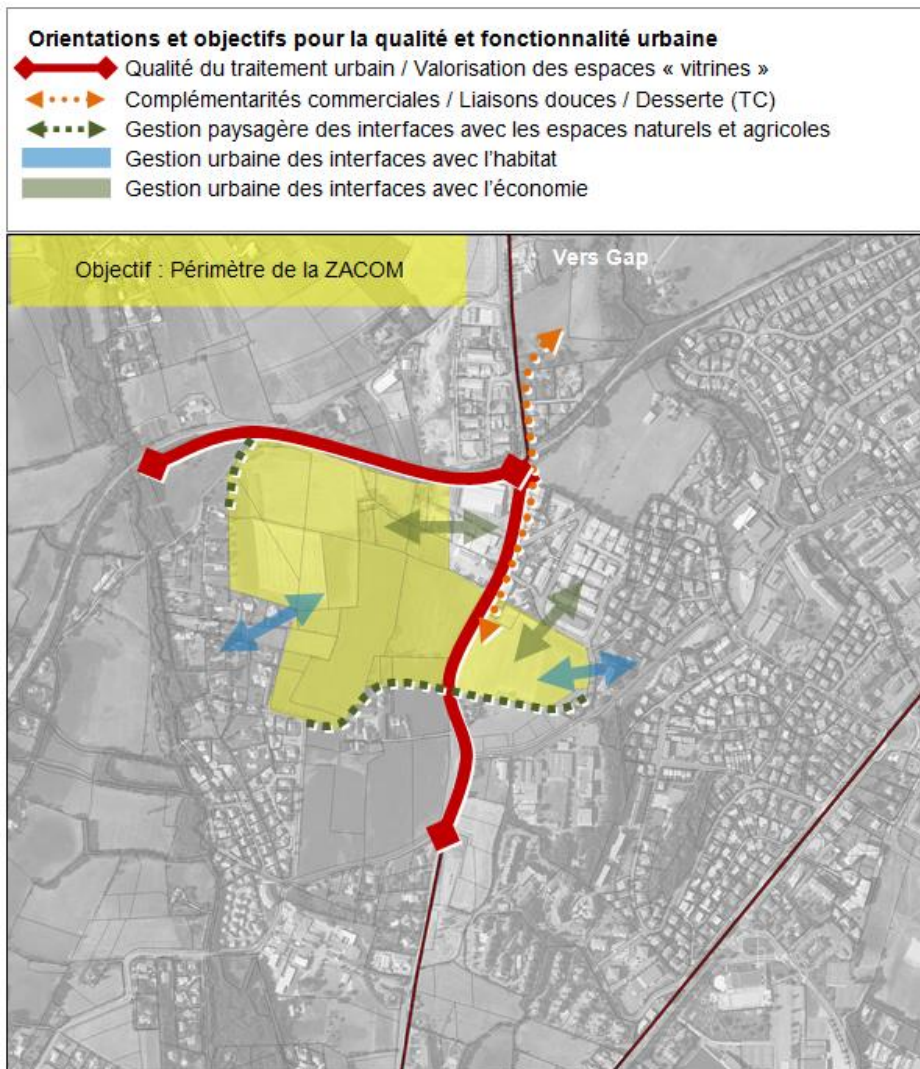 Orientations et objectifs pour la qualité et fonctionnalité urbaine
Qualité du traitement urbain / Valorisation des espaces « vitrines »
Complémentarités commerciales / Liaisons douces / Desserte (TC)
Gestion paysagère des interfaces avec les espaces naturels et agricoles
Gestion urbaine des interfaces avec l'habitat
Gestion urbaine des interfaces avec l'économie
Objectif : Périmètre de la ZACOM
Vers Gap